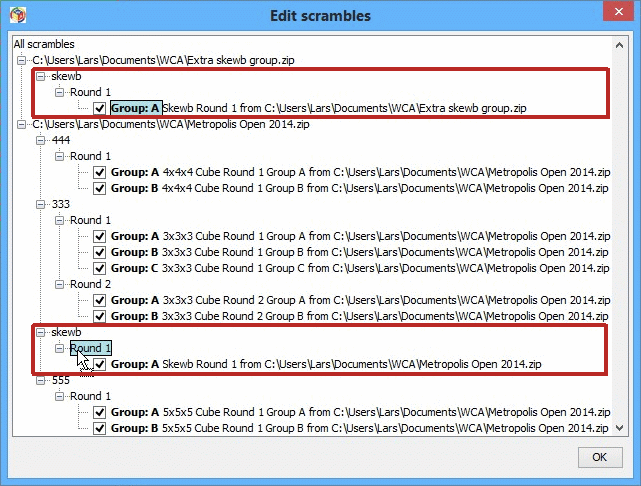 Edit scrambles
All scrambles
C:\Users\Lars\Documents\WCA\Extra skewb group.zip
skewb
Round 1
Group: A Skewb Round 1 from C:\Users\Lars\Documents\WCA\Extra skewb group.zip
C:\Users\Lars\Documents\WCA\Metropolis Open 2014.zip
444
Round 1
Group: A 4x4x4 Cube Round 1 Group A from C:\Users\Lars\Documents\WCA\Metropolis Open 2014.zip
Group: B 4x4x4 Cube Round 1 Group B from C:\Users\Lars\Documents\WCA\Metropolis Open 2014.zip
333
Round 1
Group: A 3x3x3 Cube Round 1 Group A from C:\Users\Lars\Documents\WCA\Metropolis Open 2014.zip
Group: B 3x3x3 Cube Round 1 Group B from C:\Users\Lars\Documents\WCA\Metropolis Open 2014.zip
Group: C 3x3x3 Cube Round 1 Group C from C:\Users\Lars\Documents\WCA\Metropolis Open 2014.zip
Round 2
Group: A 3x3x3 Cube Round 2 Group A from C:\Users\Lars\Documents\WCA\Metropolis Open 2014.zip
Group: B 3x3x3 Cube Round 2 Group B from C:\Users\Lars\Documents\WCA\Metropolis Open 2014.zip
skewb
Round 1
Group: A Skewb Round 1 from C:\Users\Lars\Documents\WCA\Metropolis Open 2014.zip
555
Round 1
Group: A 5x5x5 Cube Round 1 Group A from C:\Users\Lars\Documents\WCA\Metropolis Open 2014.zip
Group: B 5x5x5 Cube Round 1 Group B from C:\Users\Lars\Documents\WCA\Metropolis Open 2014.zip
OK